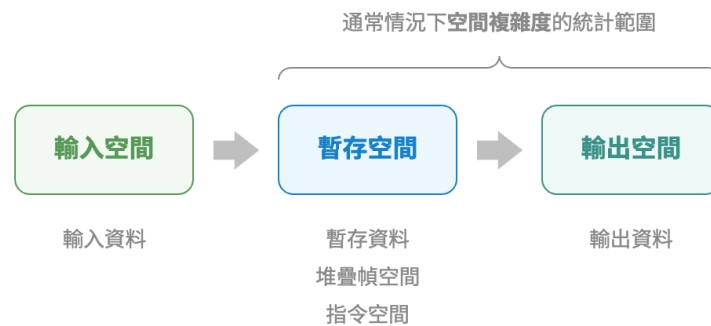 通常情況下空間複雜度的統計範圍
輸入空間
暫存空間
輸出空間
輸入資料
暫存資料
輸出資料
堆疊幀空間
指令空間